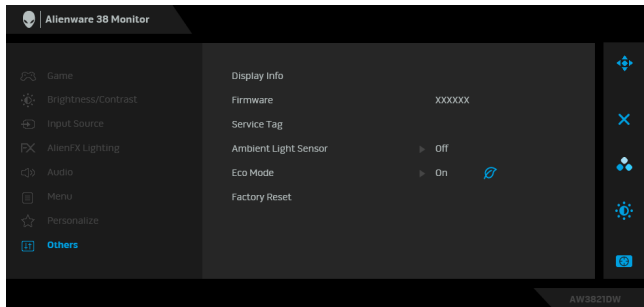 Alienware 38 Monitor
Game
Brightness/Contrast
Input Source
AlienFX Lighting
Audio
Menu
Personalize
Others
Display Info
Firmware XXXXXX
Service Tag
Ambient Light Sensor Off
Eco Mode On
Factory Reset
AW3821DW